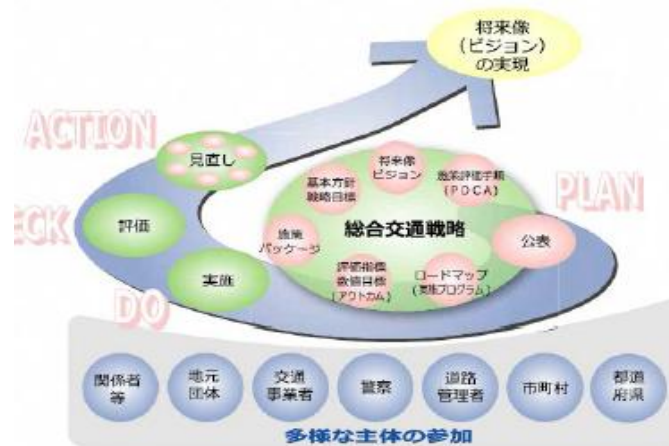 将来像
(ビジョン)
の実現
ACTION
見直し
将来像
ビジョン
基本方針
戦略目標
施策評価手順
(PDCA)
PLAN
ECK
評価
総合交通戦略
施策
パッケージ
公表
実施
評価指標
数値目標
(アウトカム)
ロードマップ
(実施プログラム)
DO
関係者
等
地元
団体
交通
事業者
警察
道路
管理者
市町村
都道
府県
多様な主体の参加